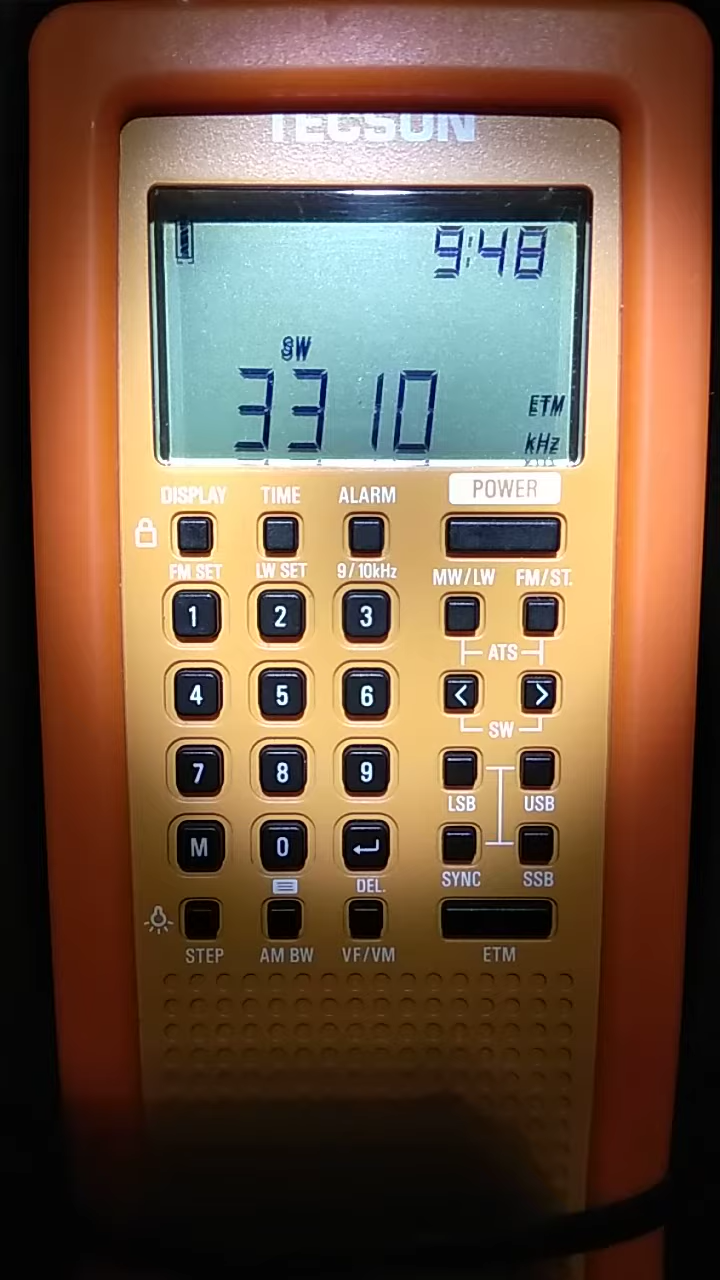 TECSUN
9:48
SW
3310
ETM
kHz
DISPLAY TIME ALARM POWER
FM SET LW SET 9/10kHz MW/LW FM/ST.
1 2 3
ATS
4 5 6 < >
SW
7 8 9
LSB USB
M 0
DEL. SYNC SSB
STEP AM BW VF/VM ETM